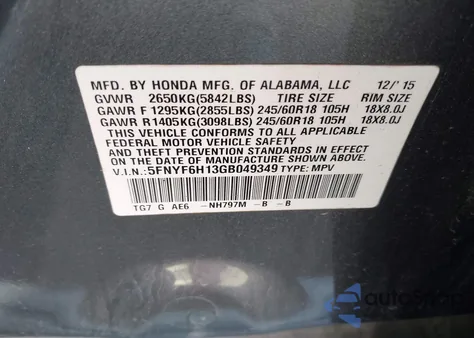 MFD. BY HONDA MFG. OF ALABAMA, LLC 12/'15
GVWR 2650KG(5842LBS) TIRE SIZE RIM SIZE
GAWR F 1295KG(2855LBS) 245/60R18 105H 18X8.0J
GAWR R 1405KG(3098LBS) 245/60R18 105H 18X8.0J
THIS VEHICLE CONFORMS TO ALL APPLICABLE
FEDERAL MOTOR VEHICLE SAFETY
AND THEFT PREVENTION STANDARDS IN EFFECT ON THE
DATE OF MANUFACTURE SHOWN ABOVE.
V.I.N.: 5FNYF6H13GB049349 TYPE: MPV
TG7 G AE6 -NH797M -B -B